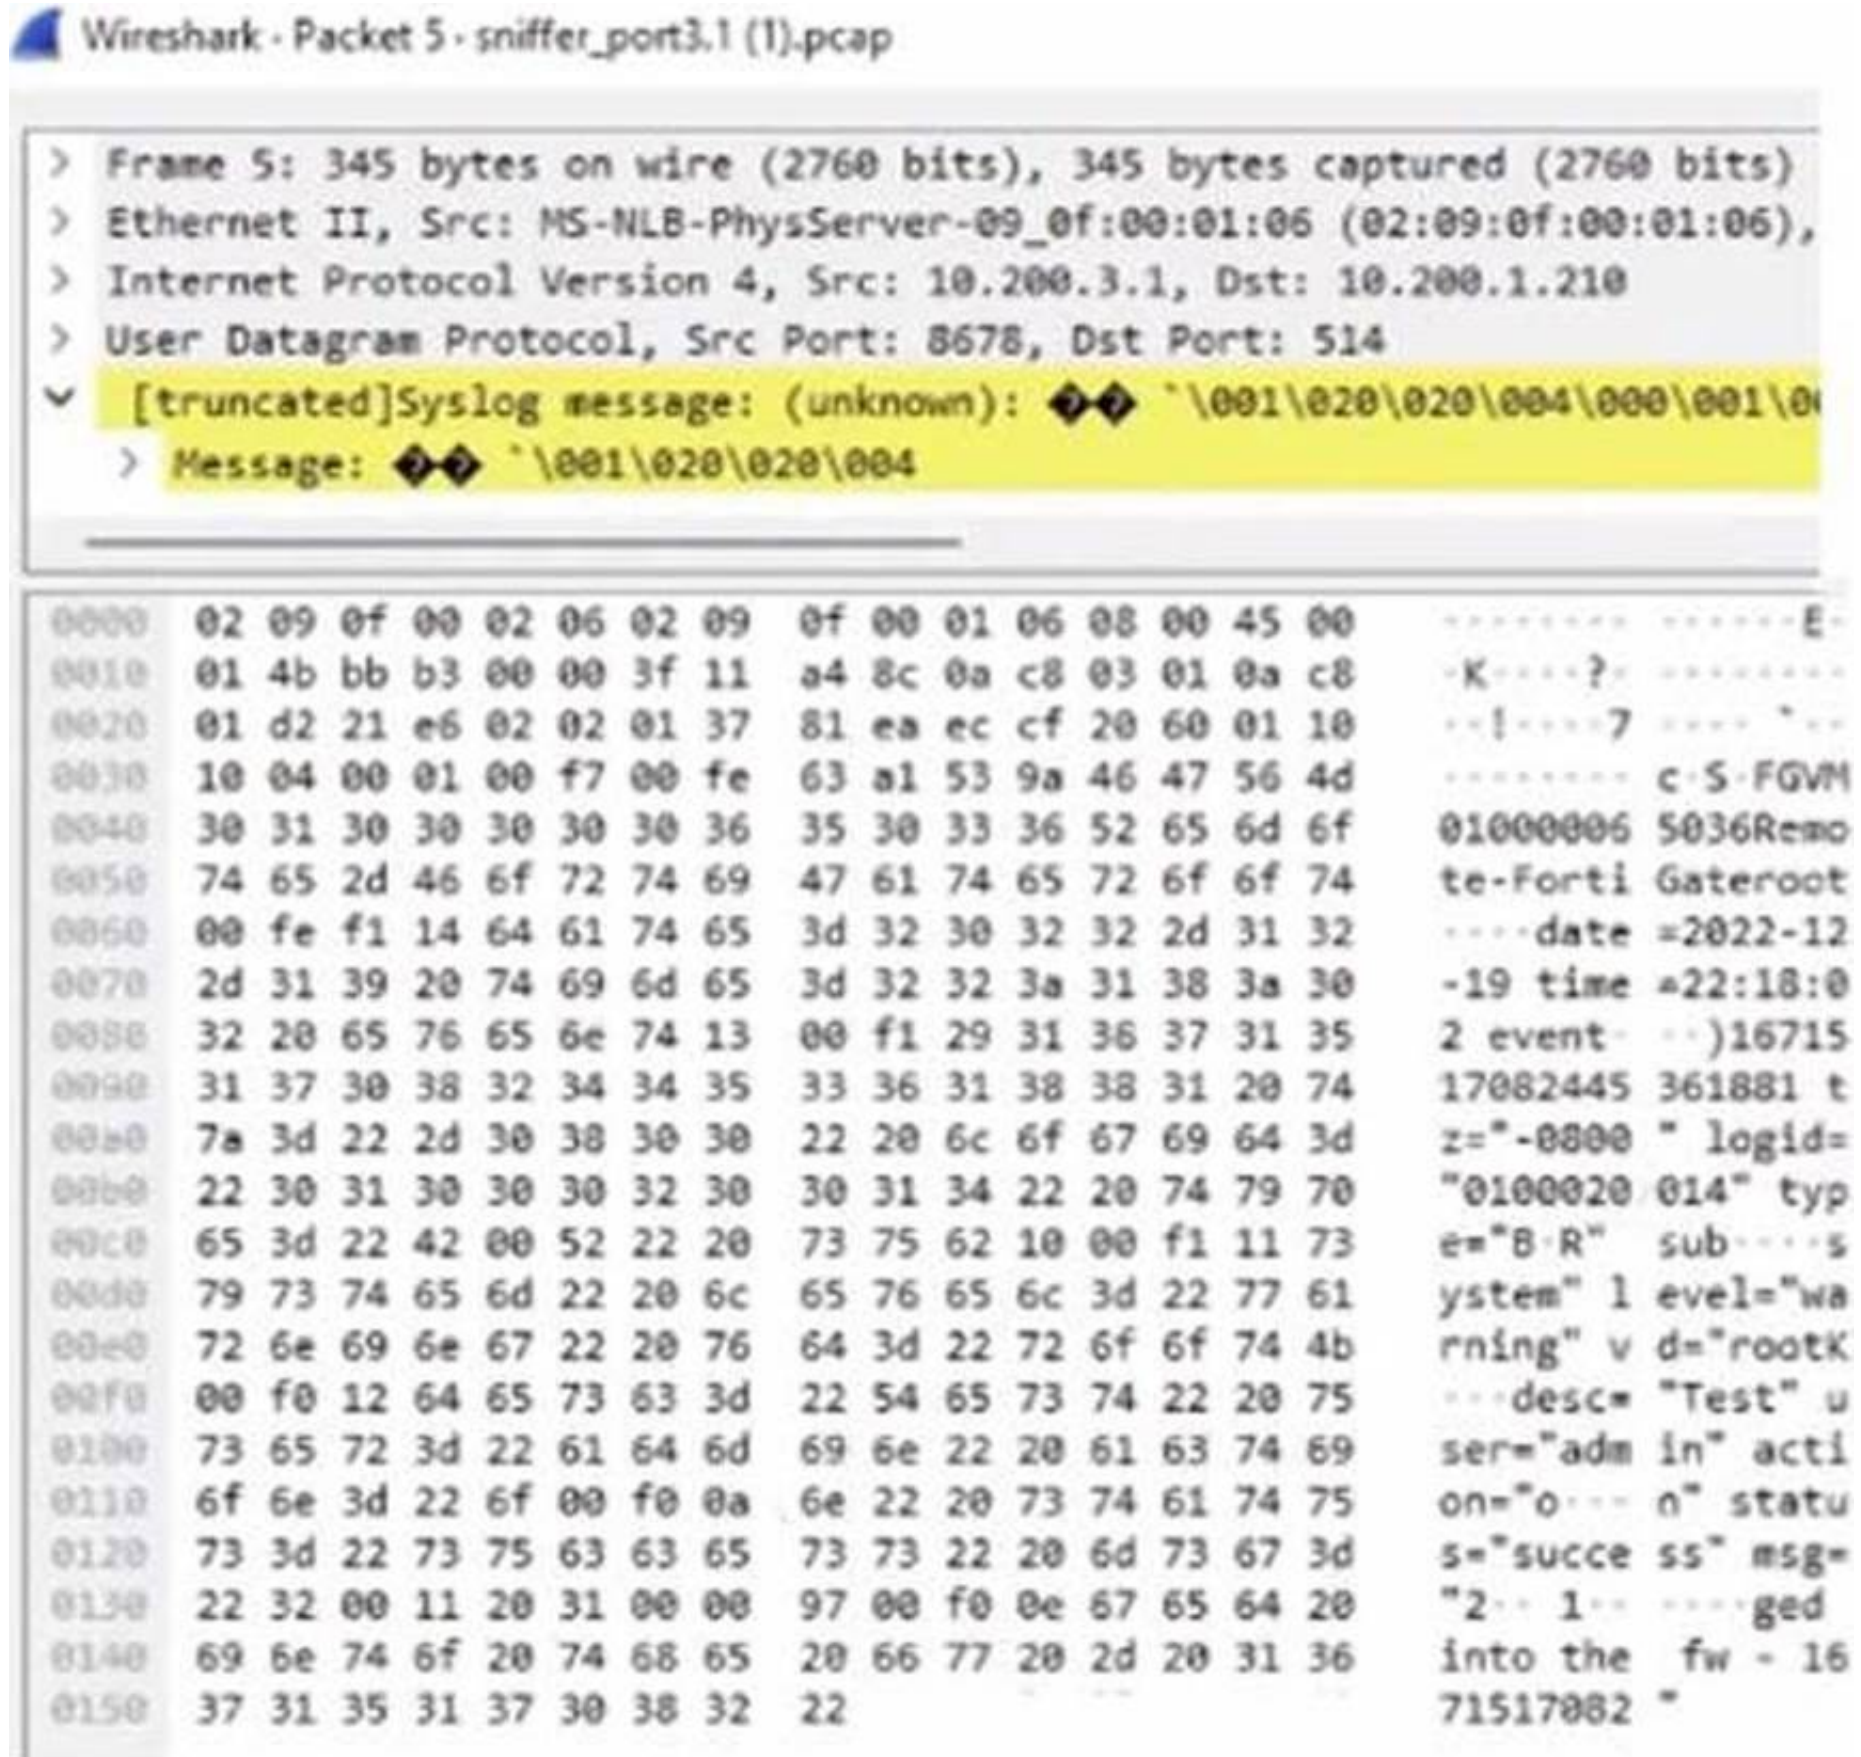 Wireshark · Packet 5 · sniffer_port3.1 (1).pcap
Frame 5: 345 bytes on wire (2760 bits), 345 bytes captured (2760 bits)
Ethernet II, Src: MS-NLB-PhysServer-09_0f:00:01:06 (02:09:0f:00:01:06),
Internet Protocol Version 4, Src: 10.200.3.1, Dst: 10.200.1.210
User Datagram Protocol, Src Port: 8678, Dst Port: 514
[truncated]Syslog message: (unknown): �� `\001\020\020\004\000\001\00
Message: �� `\001\020\020\004
0000 02 09 0f 00 02 06 02 09 0f 00 01 06 08 00 45 00 ········ ······E·
0010 01 4b bb b3 00 00 3f 11 a4 8c 0a c8 03 01 0a c8 ·K····?· ········
0020 01 d2 21 e6 02 02 01 37 81 ea ec cf 20 60 01 10 ··!····7 ···· `··
0030 10 04 00 01 00 f7 00 fe 63 a1 53 9a 46 47 56 4d ········ c·S·FGVM
0040 30 31 30 30 30 30 30 36 35 30 33 36 52 65 6d 6f 01000006 5036Remo
0050 74 65 2d 46 6f 72 74 69 47 61 74 65 72 6f 6f 74 te-Forti Gateroot
0060 00 fe f1 14 64 61 74 65 3d 32 30 32 32 2d 31 32 ····date =2022-12
0070 2d 31 39 20 74 69 6d 65 3d 32 32 3a 31 38 3a 30 -19 time =22:18:0
0080 32 20 65 76 65 6e 74 13 00 f1 29 31 36 37 31 35 2 event· ··)16715
0090 31 37 30 38 32 34 34 35 33 36 31 38 38 31 20 74 17082445 361881 t
00a0 7a 3d 22 2d 30 38 30 30 22 20 6c 6f 67 69 64 3d z="-0800 " logid=
00b0 22 30 31 30 30 30 32 30 30 31 34 22 20 74 79 70 "0100020 014" typ
00c0 65 3d 22 42 00 52 22 20 73 75 62 10 00 f1 11 73 e="B·R" sub····s
00d0 79 73 74 65 6d 22 20 6c 65 76 65 6c 3d 22 77 61 ystem" l evel="wa
00e0 72 6e 69 6e 67 22 20 76 64 3d 22 72 6f 6f 74 4b rning" v d="rootK
00f0 00 f0 12 64 65 73 63 3d 22 54 65 73 74 22 20 75 ···desc= "Test" u
0100 73 65 72 3d 22 61 64 6d 69 6e 22 20 61 63 74 69 ser="adm in" acti
0110 6f 6e 3d 22 6f 00 f0 0a 6e 22 20 73 74 61 74 75 on="o··· n" statu
0120 73 3d 22 73 75 63 63 65 73 73 22 20 6d 73 67 3d s="succe ss" msg=
0130 22 32 00 11 20 31 00 00 97 00 f0 0e 67 65 64 20 "2·· 1·· ····ged
0140 69 6e 74 6f 20 74 68 65 20 66 77 20 2d 20 31 36 into the fw - 16
0150 37 31 35 31 37 30 38 32 22 71517082 "